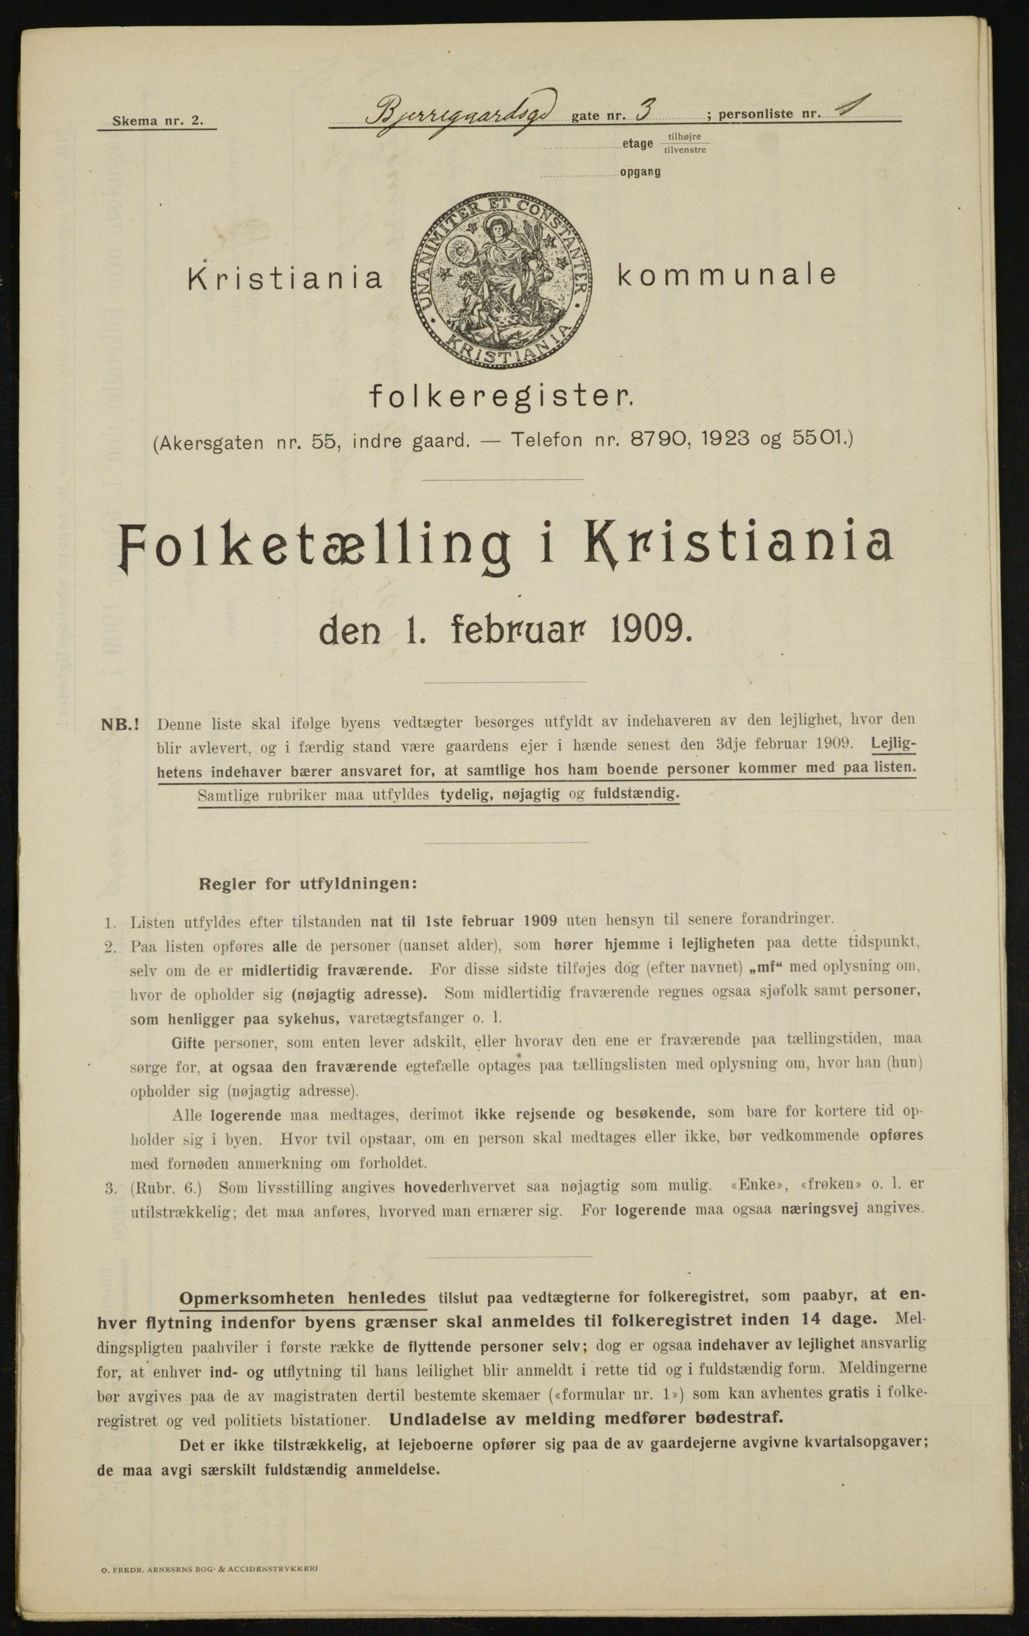 Skema nr. 2.
Bjerregaardsgd gate nr. 3 ; personliste nr. 1
etage tilhøjre
tilvenstre
opgang
UNANIMITER ET CONSTANTER
KRISTIANIA
Kristiania kommunale
folkeregister.
(Akersgaten nr. 55, indre gaard. — Telefon nr. 8790, 1923 og 5501.)
Folketælling i Kristiania
den 1. februar 1909.
NB.! Denne liste skal ifølge byens vedtægter besørges utfyldt av indehaveren av den lejlighet, hvor den
blir avlevert, og i færdig stand være gaardens ejer i hænde senest den 3dje februar 1909. Lejlig-
hetens indehaver bærer ansvaret for, at samtlige hos ham boende personer kommer med paa listen.
Samtlige rubriker maa utfyldes tydelig, nøjagtig og fuldstændig.
Regler for utfyldningen:
1. Listen utfyldes efter tilstanden nat til 1ste februar 1909 uten hensyn til senere forandringer.
2. Paa listen opføres alle de personer (uanset alder), som hører hjemme i lejligheten paa dette tidspunkt,
selv om de er midlertidig fraværende. For disse sidste tilføjes dog (efter navnet) „mf“ med oplysning om,
hvor de opholder sig (nøjagtig adresse). Som midlertidig fraværende regnes ogsaa sjøfolk samt personer,
som henligger paa sykehus, varetægtsfanger o. l.
Gifte personer, som enten lever adskilt, eller hvorav den ene er fraværende paa tællingstiden, maa
sørge for, at ogsaa den fraværende egtefælle optages paa tællingslisten med oplysning om, hvor han (hun)
opholder sig (nøjagtig adresse).
Alle logerende maa medtages, derimot ikke rejsende og besøkende, som bare for kortere tid op-
holder sig i byen. Hvor tvil opstaar, om en person skal medtages eller ikke, bør vedkommende opføres
med fornøden anmerkning om forholdet.
3. (Rubr. 6.) Som livsstilling angives hovederhvervet saa nøjagtig som mulig. «Enke», «frøken» o. l. er
utilstrækkelig; det maa anføres, hvorved man ernærer sig. For logerende maa ogsaa næringsvej angives.
Opmerksomheten henledes tilslut paa vedtægterne for folkeregistret, som paabyr, at en-
hver flytning indenfor byens grænser skal anmeldes til folkeregistret inden 14 dage. Mel-
dingspligten paahviler i første række de flyttende personer selv; dog er ogsaa indehaver av lejlighet ansvarlig
for, at enhver ind- og utflytning til hans leilighet blir anmeldt i rette tid og i fuldstændig form. Meldingerne
bør avgives paa de av magistraten dertil bestemte skemaer («formular nr. 1») som kan avhentes gratis i folke-
registret og ved politiets bistationer. Undladelse av melding medfører bødestraf.
Det er ikke tilstrækkelig, at lejeboerne opfører sig paa de av gaardejerne avgivne kvartalsopgaver;
de maa avgi særskilt fuldstændig anmeldelse.
O. FREDR. ARNESENS BOG- & ACCIDENSTRYKKERI